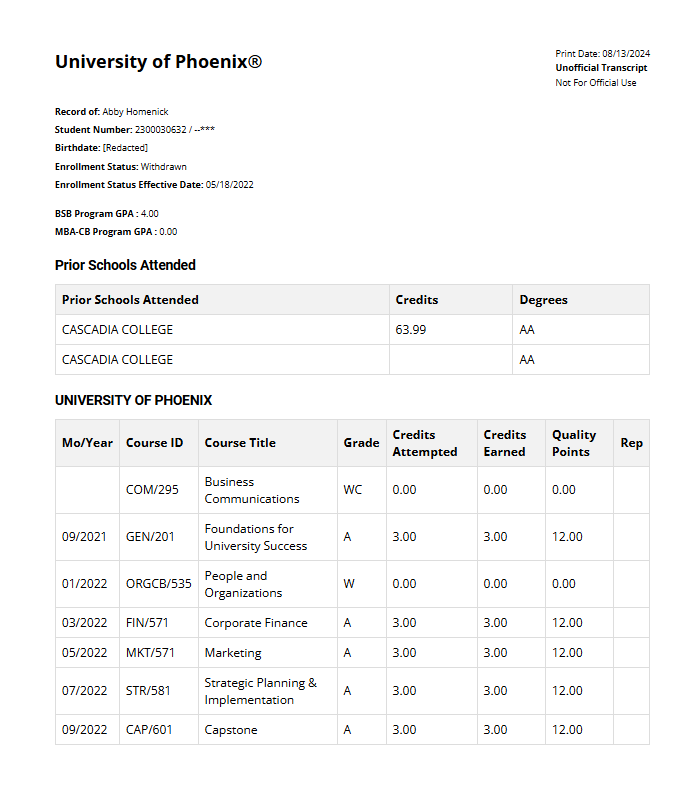 University of Phoenix®
Print Date: 08/13/2024
Unofficial Transcript
Not For Official Use
Record of: Abby Homenick
Student Number: 2300030632 / --***
Birthdate: [Redacted]
Enrollment Status: Withdrawn
Enrollment Status Effective Date: 05/18/2022
BSB Program GPA : 4.00
MBA-CB Program GPA : 0.00
Prior Schools Attended
Prior Schools Attended Credits Degrees
CASCADIA COLLEGE 63.99 AA
CASCADIA COLLEGE AA
UNIVERSITY OF PHOENIX
Mo/Year Course ID Course Title Grade Credits Attempted Credits Earned Quality Points Rep
COM/295 Business Communications WC 0.00 0.00 0.00
09/2021 GEN/201 Foundations for University Success A 3.00 3.00 12.00
01/2022 ORGCB/535 People and Organizations W 0.00 0.00 0.00
03/2022 FIN/571 Corporate Finance A 3.00 3.00 12.00
05/2022 MKT/571 Marketing A 3.00 3.00 12.00
07/2022 STR/581 Strategic Planning & Implementation A 3.00 3.00 12.00
09/2022 CAP/601 Capstone A 3.00 3.00 12.00